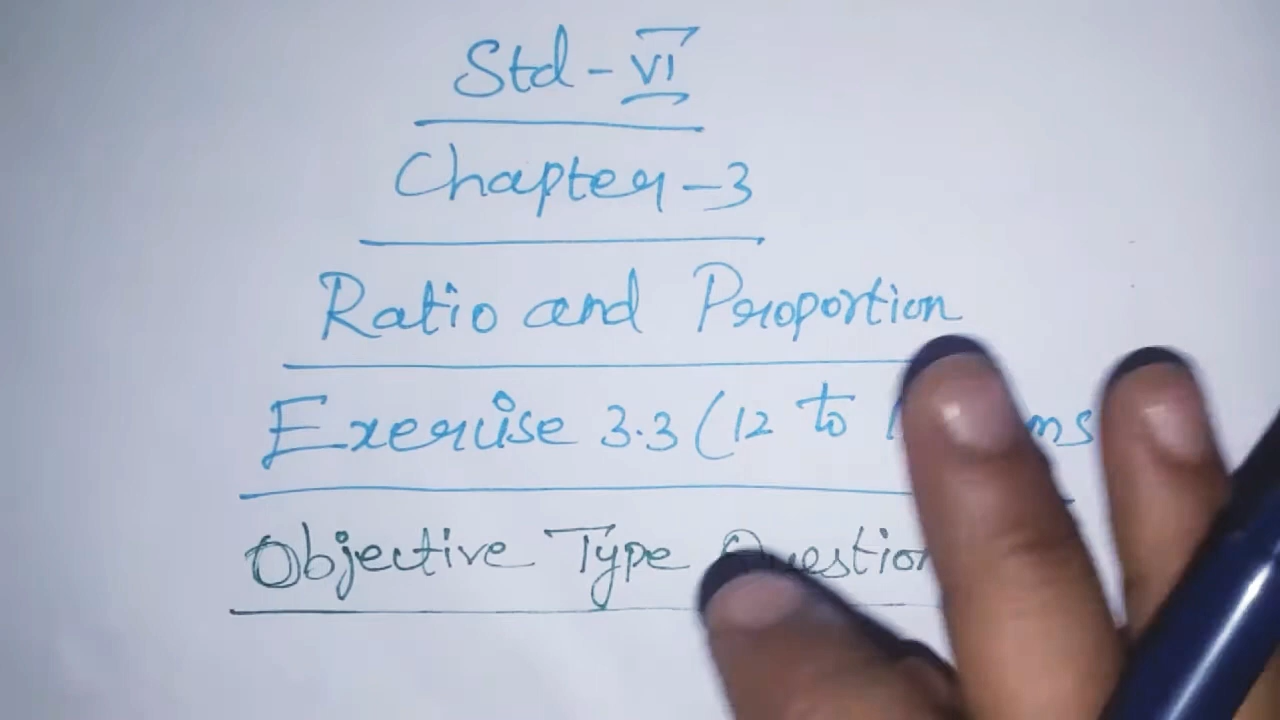 Std - VI
Chapter - 3
Ratio and Proportion
Exercise 3.3 (12 to
Objective Type